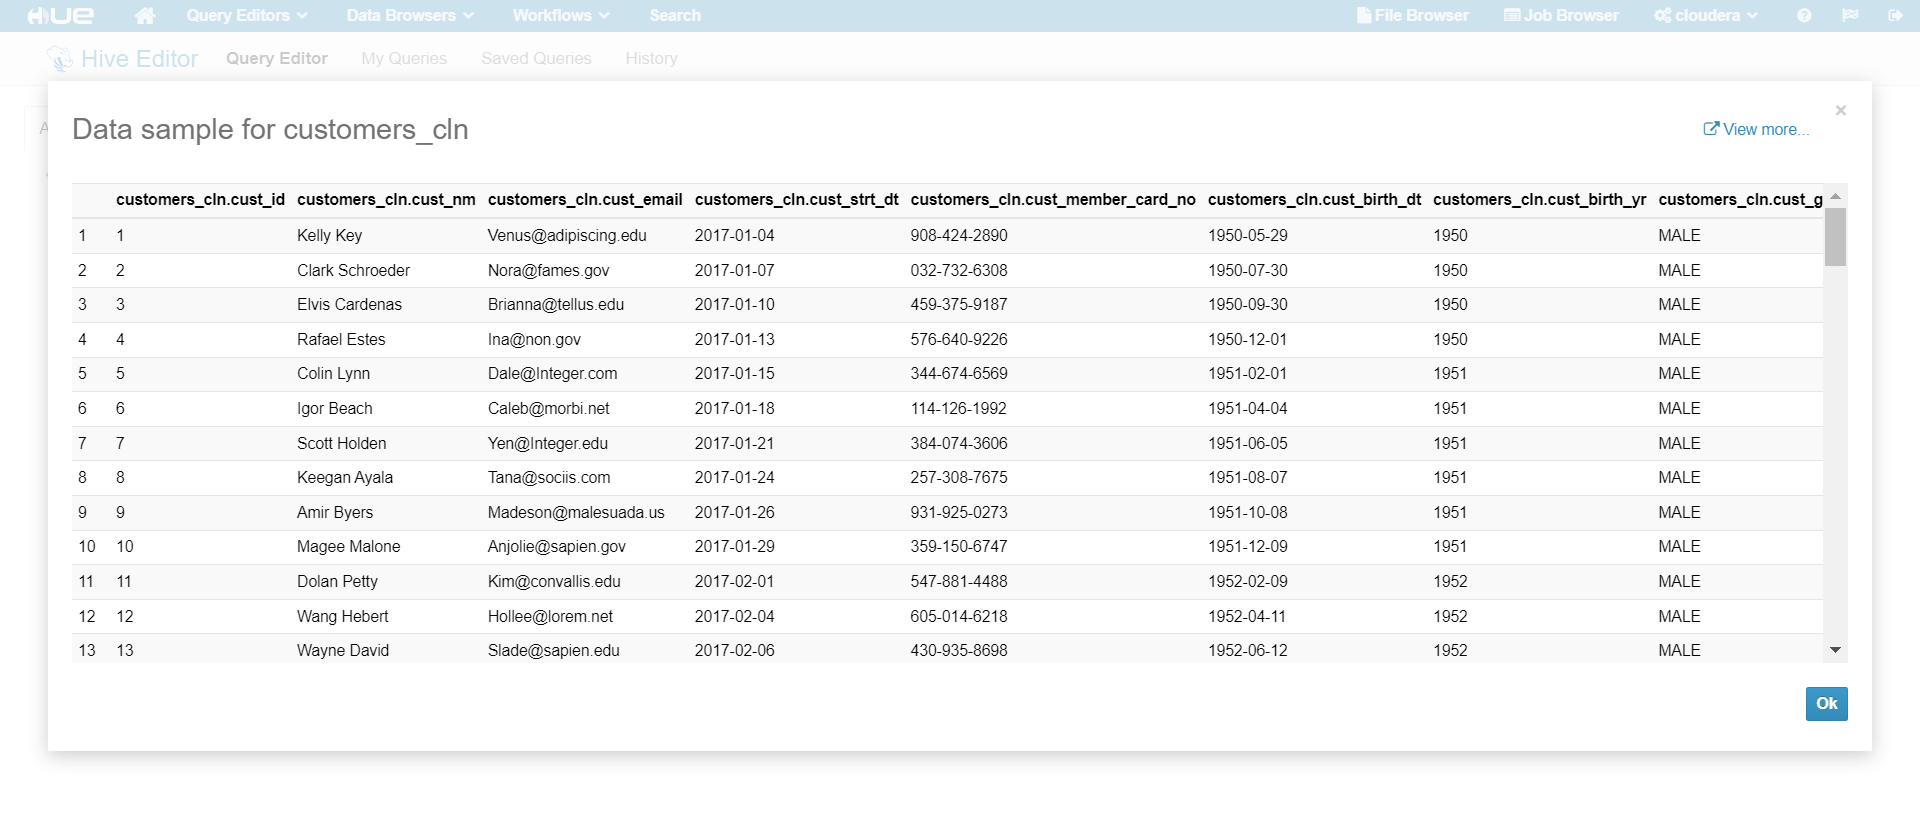 HUE Query Editors Data Browsers Workflows Search File Browser Job Browser cloudera
Hive Editor Query Editor My Queries Saved Queries History
A
Data sample for customers_cln
×
View more...
customers_cln.cust_id customers_cln.cust_nm customers_cln.cust_email customers_cln.cust_strt_dt customers_cln.cust_member_card_no customers_cln.cust_birth_dt customers_cln.cust_birth_yr customers_cln.cust_g
1 1 Kelly Key Venus@adipiscing.edu 2017-01-04 908-424-2890 1950-05-29 1950 MALE
2 2 Clark Schroeder Nora@fames.gov 2017-01-07 032-732-6308 1950-07-30 1950 MALE
3 3 Elvis Cardenas Brianna@tellus.edu 2017-01-10 459-375-9187 1950-09-30 1950 MALE
4 4 Rafael Estes Ina@non.gov 2017-01-13 576-640-9226 1950-12-01 1950 MALE
5 5 Colin Lynn Dale@Integer.com 2017-01-15 344-674-6569 1951-02-01 1951 MALE
6 6 Igor Beach Caleb@morbi.net 2017-01-18 114-126-1992 1951-04-04 1951 MALE
7 7 Scott Holden Yen@Integer.edu 2017-01-21 384-074-3606 1951-06-05 1951 MALE
8 8 Keegan Ayala Tana@sociis.com 2017-01-24 257-308-7675 1951-08-07 1951 MALE
9 9 Amir Byers Madeson@malesuada.us 2017-01-26 931-925-0273 1951-10-08 1951 MALE
10 10 Magee Malone Anjolie@sapien.gov 2017-01-29 359-150-6747 1951-12-09 1951 MALE
11 11 Dolan Petty Kim@convallis.edu 2017-02-01 547-881-4488 1952-02-09 1952 MALE
12 12 Wang Hebert Hollee@lorem.net 2017-02-04 605-014-6218 1952-04-11 1952 MALE
13 13 Wayne David Slade@sapien.edu 2017-02-06 430-935-8698 1952-06-12 1952 MALE
Ok